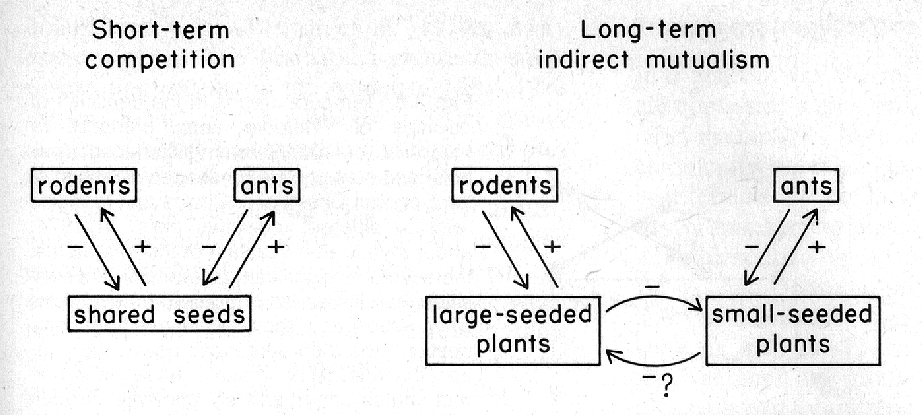 Short-term
competition
Long-term
indirect mutualism
rodents
ants
rodents
ants
- + - +
- + - +
shared seeds
-
large-seeded
plants
small-seeded
plants
-?